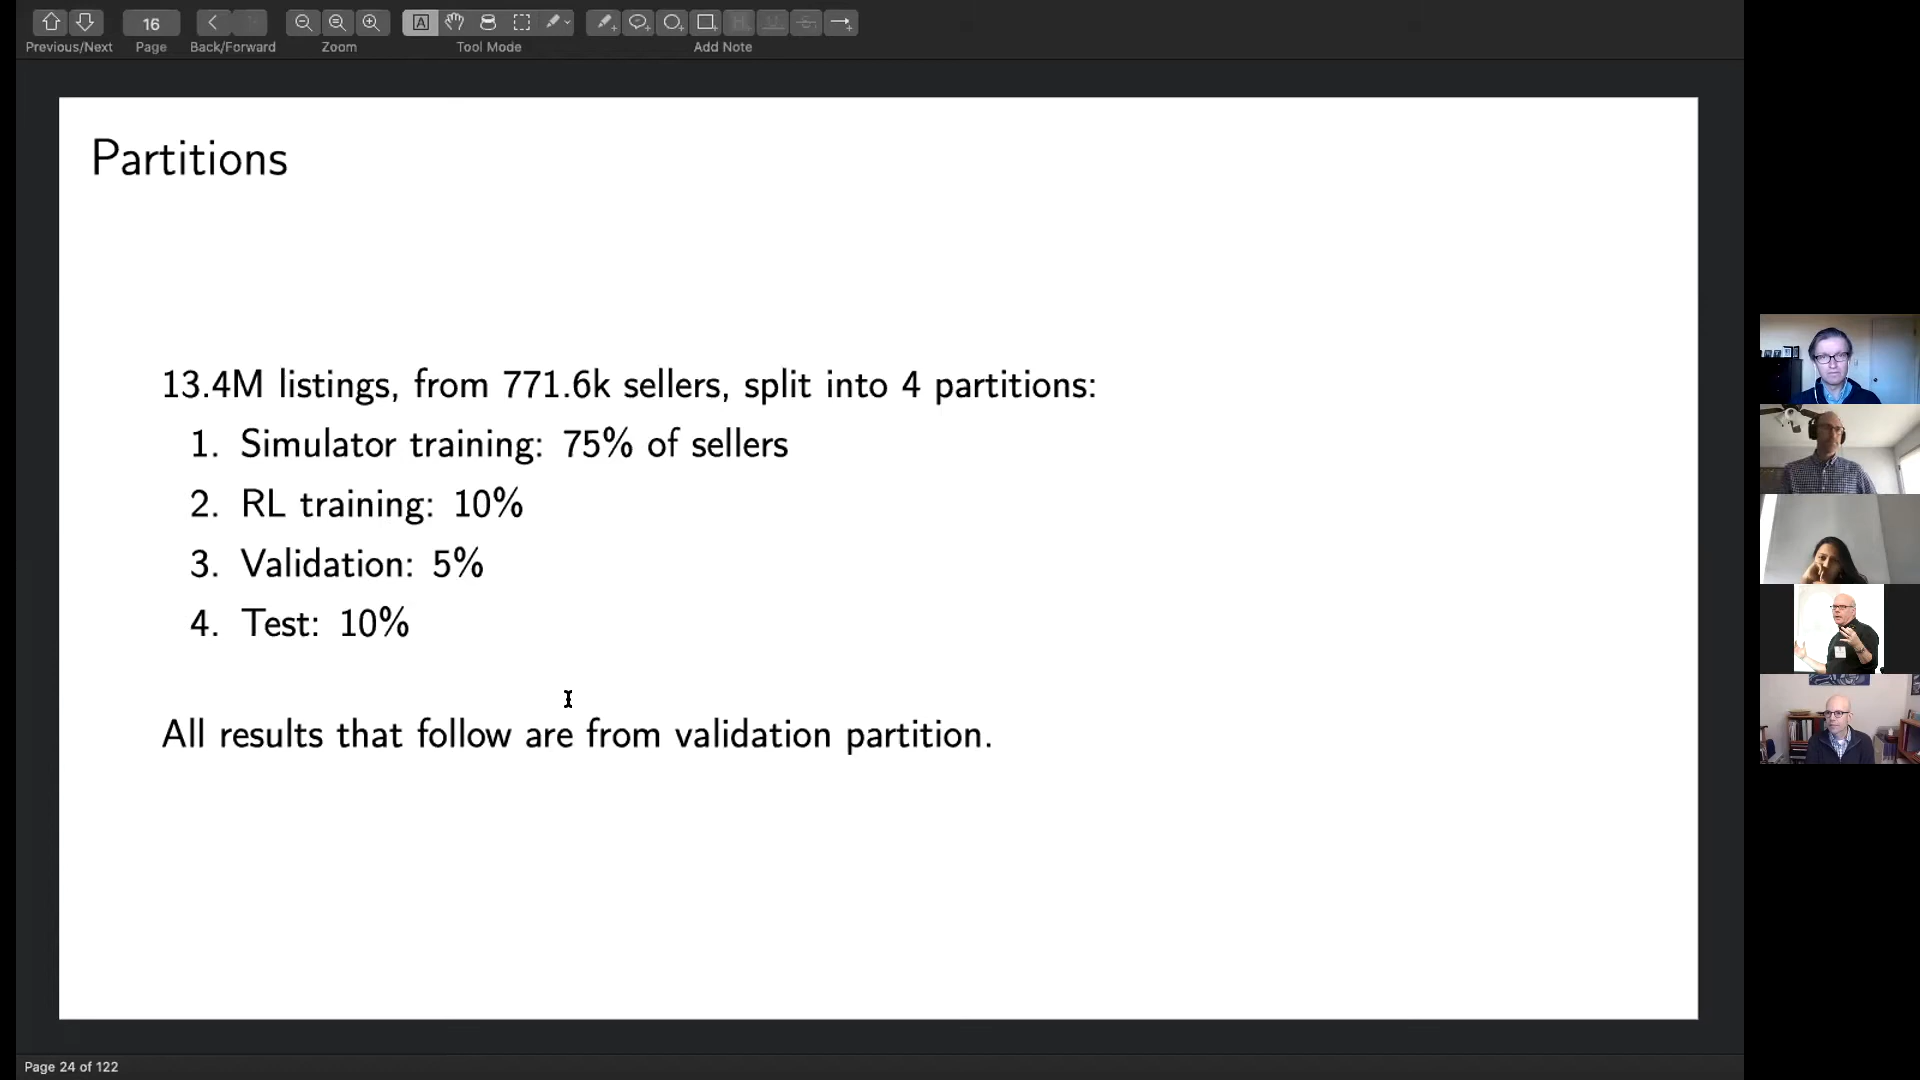 16
A
Previous/Next
Page
Back/Forward
Zoom
Tool Mode
Add Note
Partitions
13.4M listings, from 771.6k sellers, split into 4 partitions:
1. Simulator training: 75% of sellers
2. RL training: 10%
3. Validation: 5%
4. Test: 10%
All results that follow are from validation partition.
Page 24 of 122